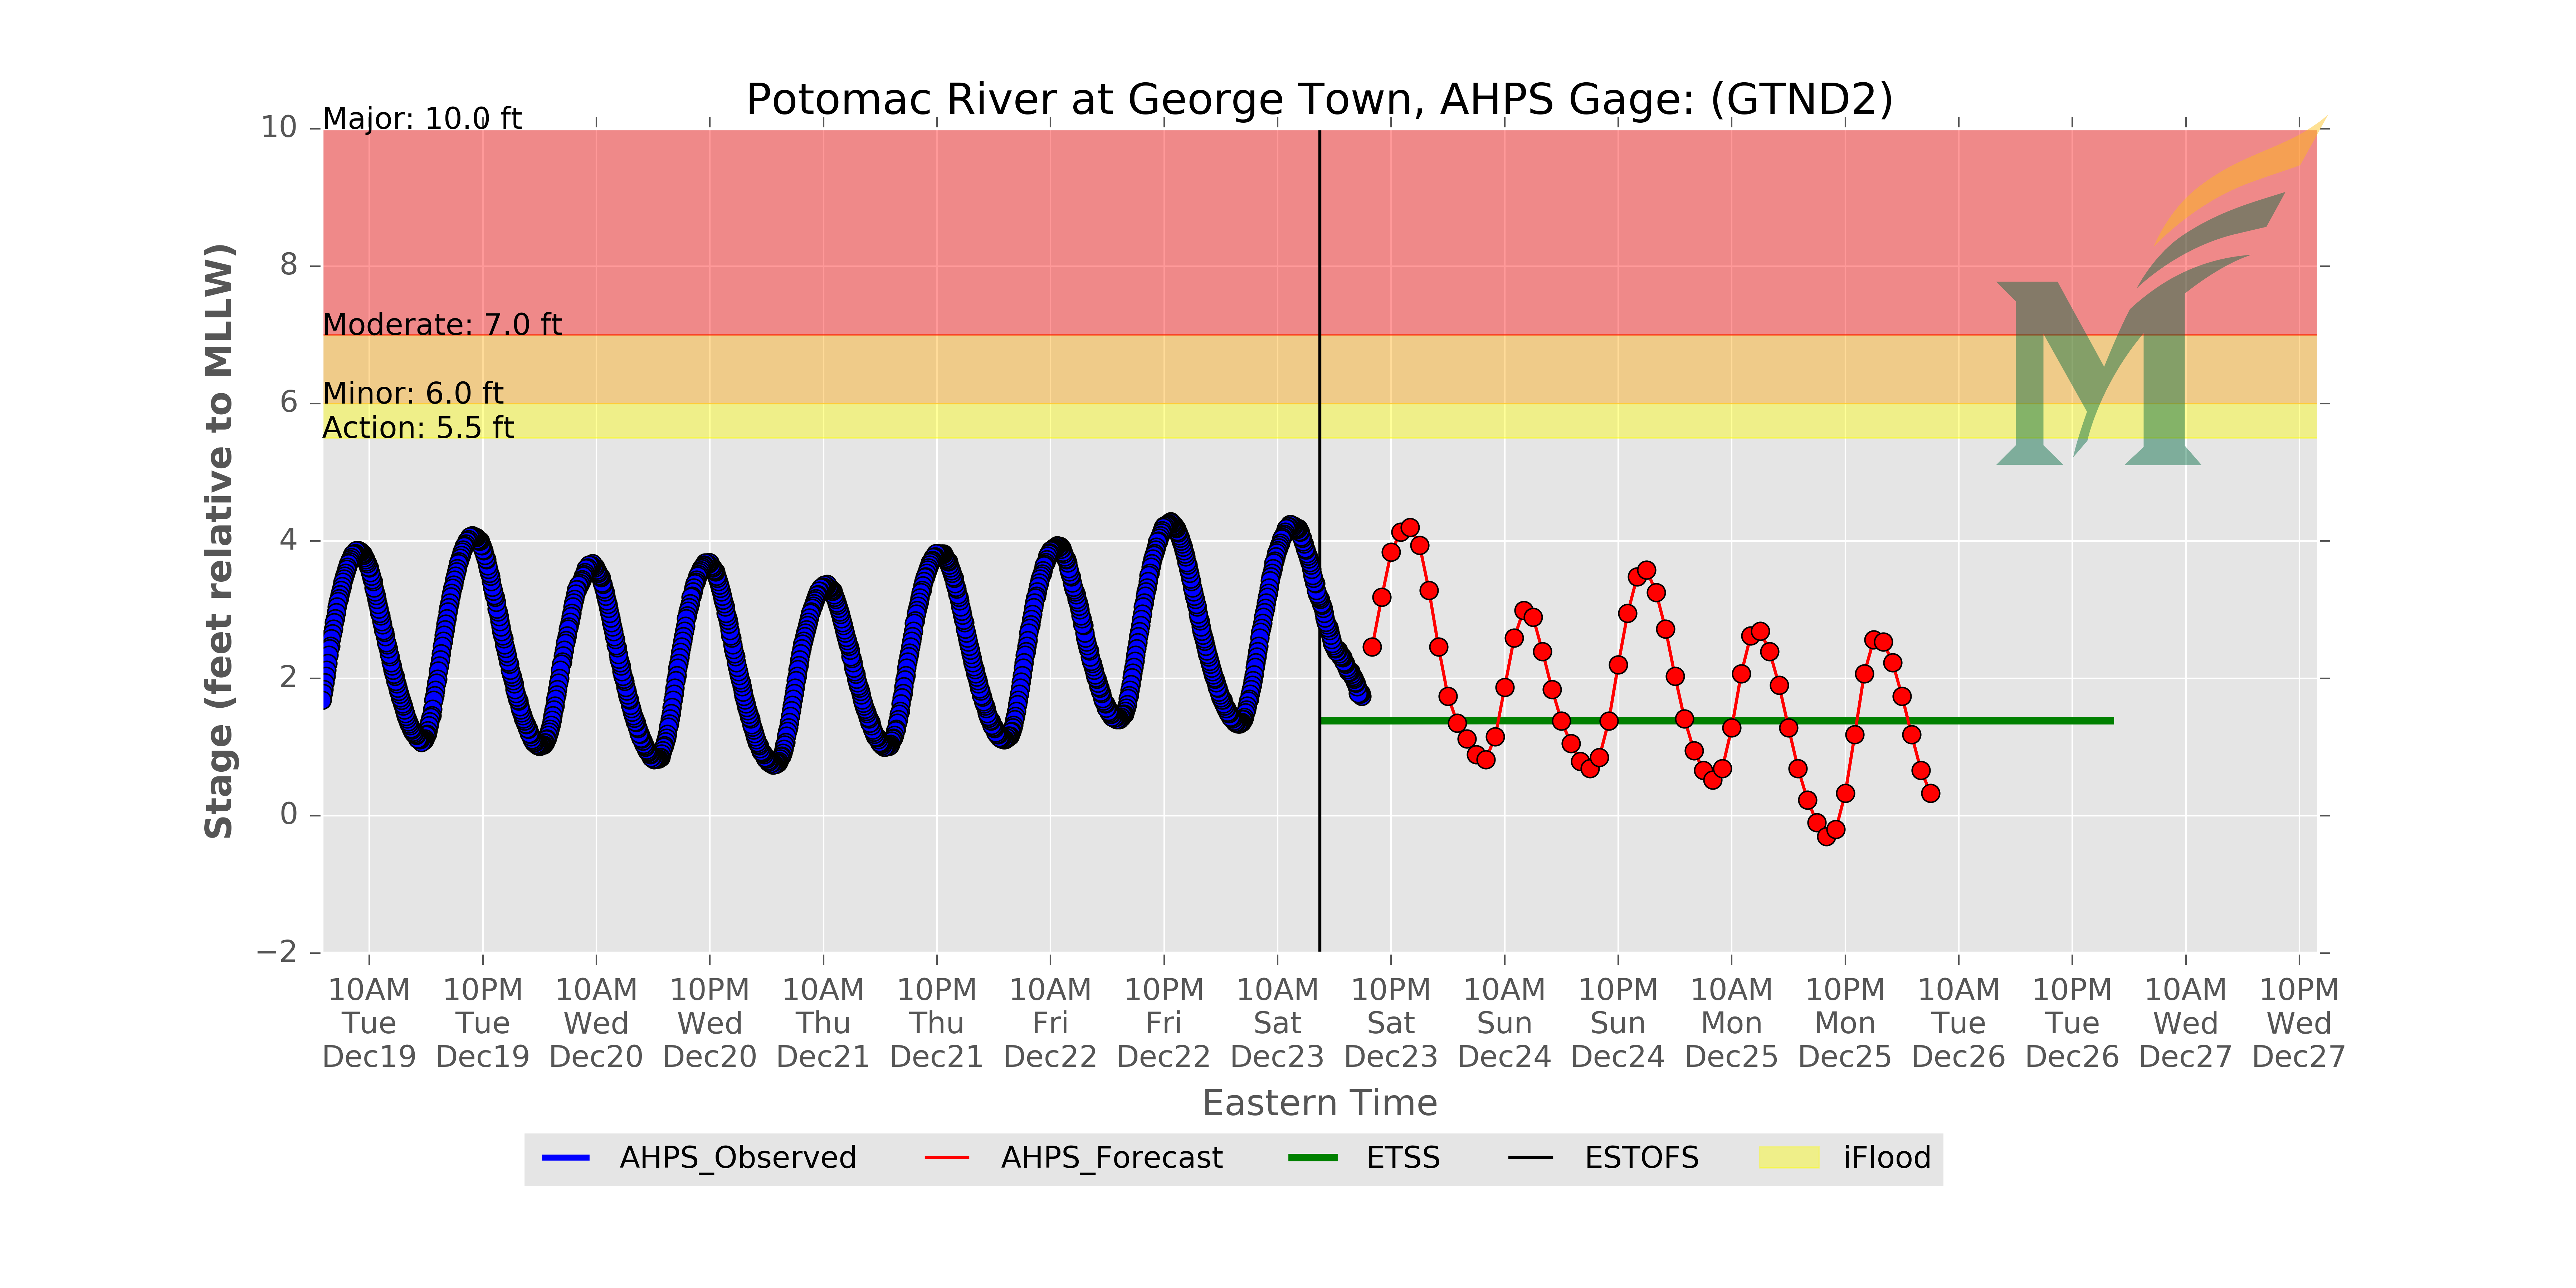 Potomac River at George Town, AHPS Gage: (GTND2)
Major: 10.0 ft
Moderate: 7.0 ft
Minor: 6.0 ft
Action: 5.5 ft
Stage (feet relative to MLLW)
10
8
6
4
2
0
−2
10AM 10PM 10AM 10PM 10AM 10PM 10AM 10PM 10AM 10PM 10AM 10PM 10AM 10PM 10AM 10PM 10AM 10PM
Tue Tue Wed Wed Thu Thu Fri Fri Sat Sat Sun Sun Mon Mon Tue Tue Wed Wed
Dec19 Dec19 Dec20 Dec20 Dec21 Dec21 Dec22 Dec22 Dec23 Dec23 Dec24 Dec24 Dec25 Dec25 Dec26 Dec26 Dec27 Dec27
Eastern Time
AHPS_Observed AHPS_Forecast ETSS ESTOFS iFlood
M